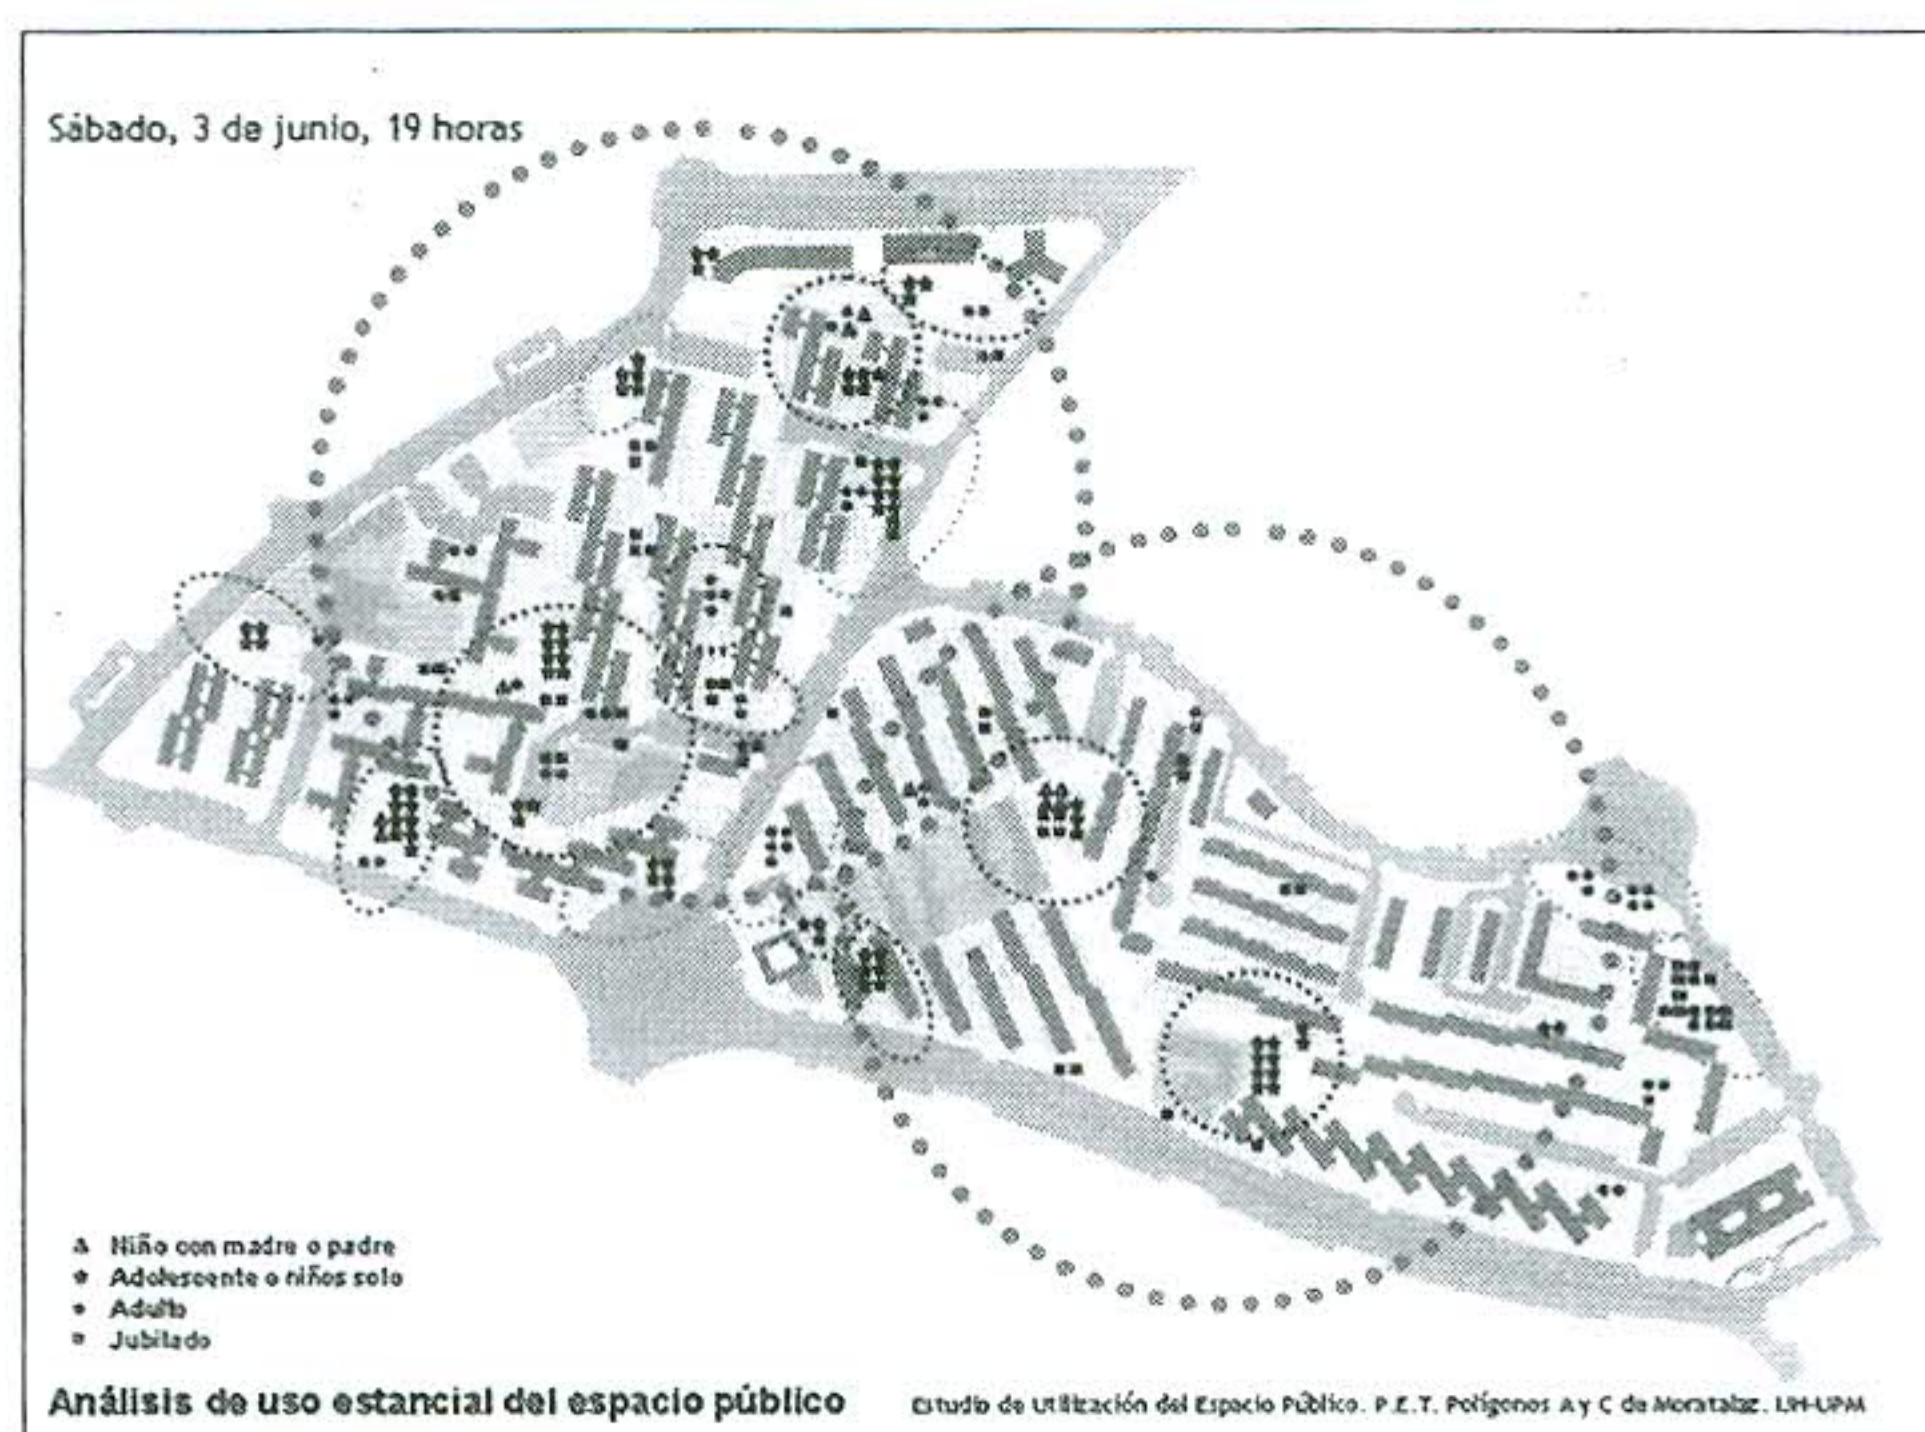 Sábado, 3 de junio, 19 horas
Niño con madre o padre
Adolescente o niños solo
Adulto
Jubilado
Análisis de uso estancial del espacio público
Estudio de Utilización del Espacio Público. P.E.T. Polígonos A y C de Moratalaz. LIH-UPM